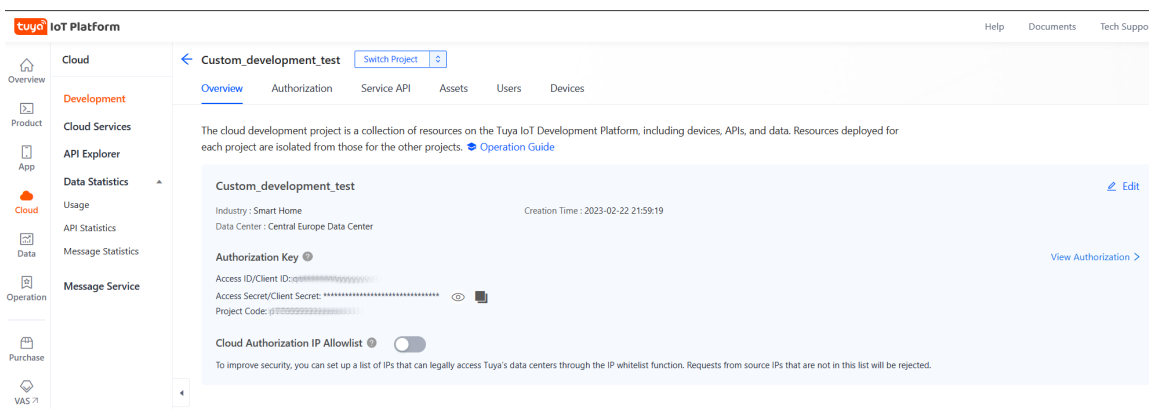 tuya IoT Platform
Help Documents Tech Suppo
Overview
Product
App
Cloud
Data
Operation
Purchase
VAS
Cloud
Development
Cloud Services
API Explorer
Data Statistics
Usage
API Statistics
Message Statistics
Message Service
Custom_development_test Switch Project
Overview Authorization Service API Assets Users Devices
The cloud development project is a collection of resources on the Tuya IoT Development Platform, including devices, APIs, and data. Resources deployed for
each project are isolated from those for the other projects. Operation Guide
Custom_development_test Edit
Industry : Smart Home Creation Time : 2023-02-22 21:59:19
Data Center : Central Europe Data Center
Authorization Key View Authorization >
Access ID/Client ID:
Access Secret/Client Secret: ********************************
Project Code:
Cloud Authorization IP Allowlist
To improve security, you can set up a list of IPs that can legally access Tuya's data centers through the IP whitelist function. Requests from source IPs that are not in this list will be rejected.